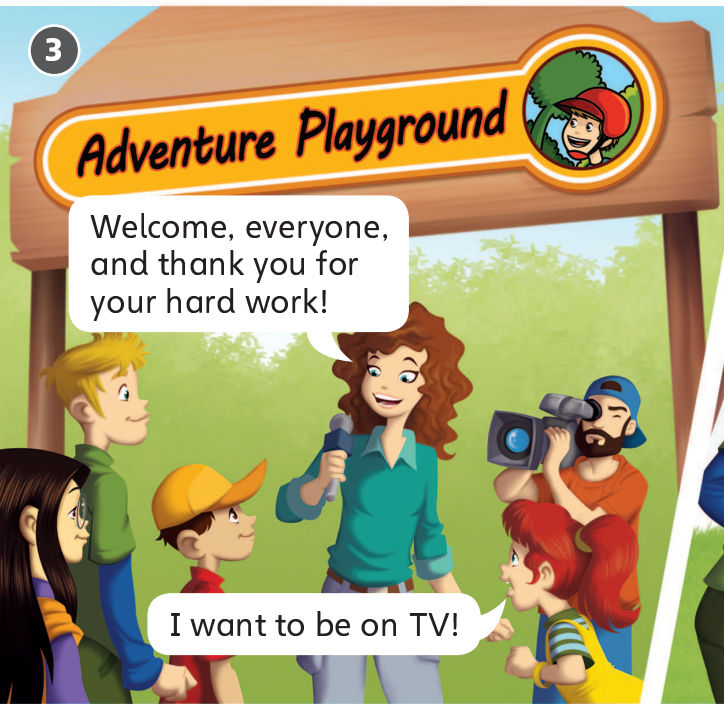 3
Adventure Playground
Welcome, everyone,
and thank you for
your hard work!
I want to be on TV!